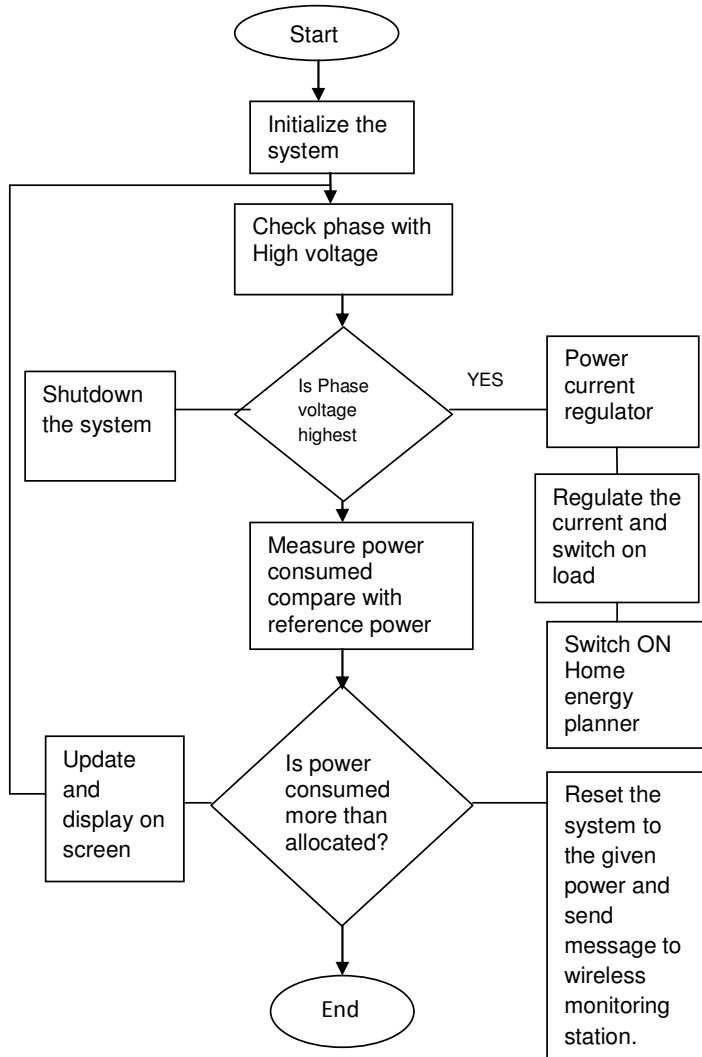 Start
Initialize the
system
Check phase with
High voltage
Is Phase
voltage
highest
YES
Shutdown
the system
Power
current
regulator
Regulate the
current and
switch on
load
Switch ON
Home
energy
planner
Measure power
consumed
compare with
reference power
Is power
consumed
more than
allocated?
Update
and
display on
screen
Reset the
system to
the given
power and
send
message to
wireless
monitoring
station.
End